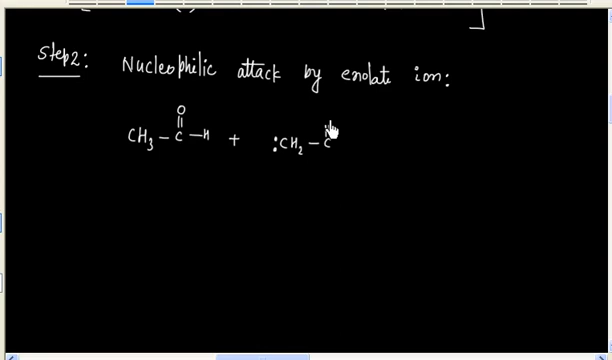 Step2: Nucleophilic attack by enolate ion:
O
CH₃ – C – H + :CH₂ – C